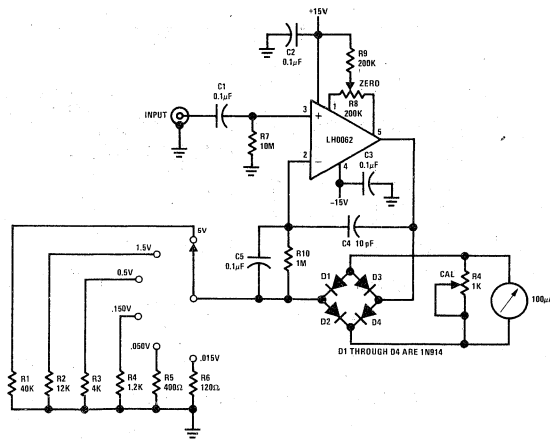 +15V
C2
0.1µF
R9
200K
ZERO
C1
0.1µF
R8
200K
1
INPUT
3
+
LH0062
5
R7
10M
2
−
4
C3
0.1µF
−15V
5V
C5
0.1µF
R10
1M
C4 10 pF
1.5V
0.5V
.150V
.050V
.015V
D1
D3
D2
D4
CAL
R4
1K
100µ
D1 THROUGH D4 ARE 1N914
R1
40K
R2
12K
R3
4K
R4
1.2K
R5
400Ω
R6
120Ω